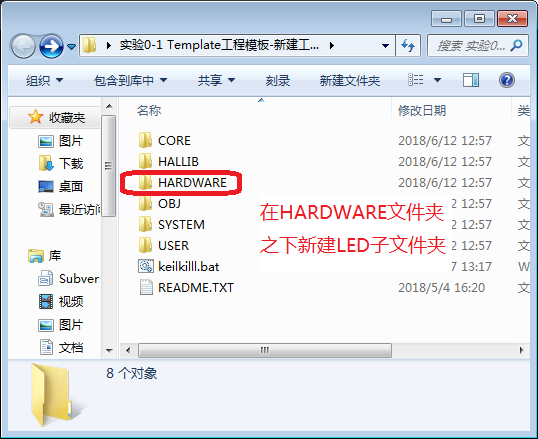 实验0-1 Template工程模板-新建工...
搜索 实验0...
组织 包含到库中 共享 刻录 新建文件夹
收藏夹
图片
下载
桌面
最近访问
库
Subver
视频
图片
文档
名称 修改日期 类
CORE 2018/6/12 12:57 文
HALLIB 2018/6/12 12:57 文
HARDWARE 2018/6/12 12:57 文
OBJ 2 12:57 文
SYSTEM 2 12:57 文
USER 2 12:57 文
keilkilll.bat 7 13:17 W
README.TXT 2018/5/4 16:20 文
在HARDWARE文件夹
之下新建LED子文件夹
8 个对象